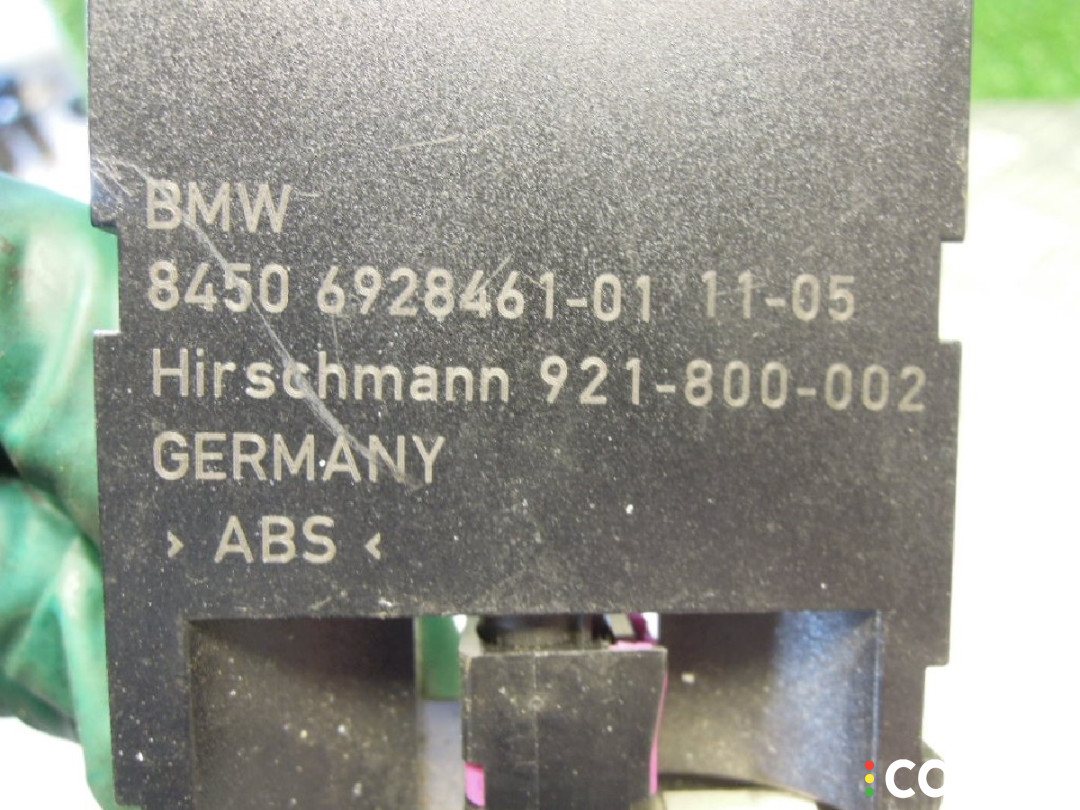 BMW
8450 6928461-01 11-05
Hirschmann 921-800-002
GERMANY
> ABS <